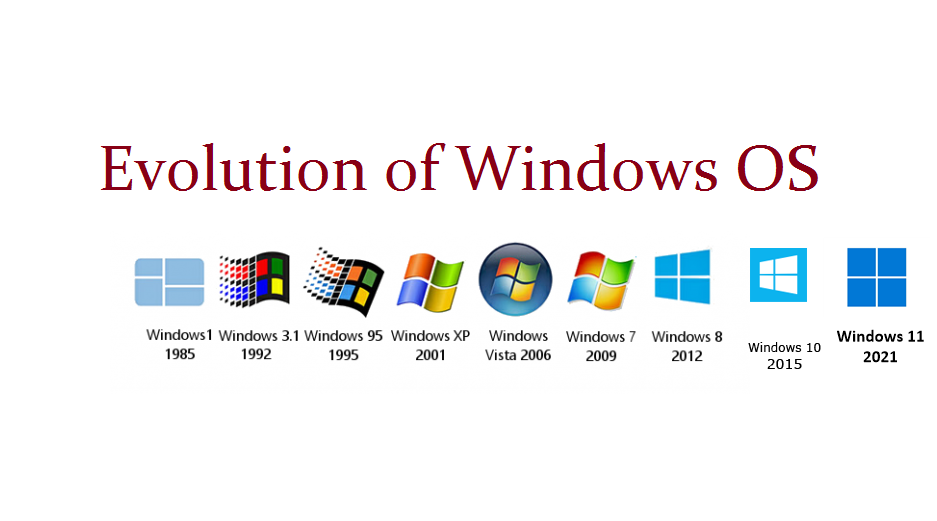 Evolution of Windows OS
Windows1
1985
Windows 3.1
1992
Windows 95
1995
Windows XP
2001
Windows
Vista 2006
Windows 7
2009
Windows 8
2012
Windows 10
2015
Windows 11
2021